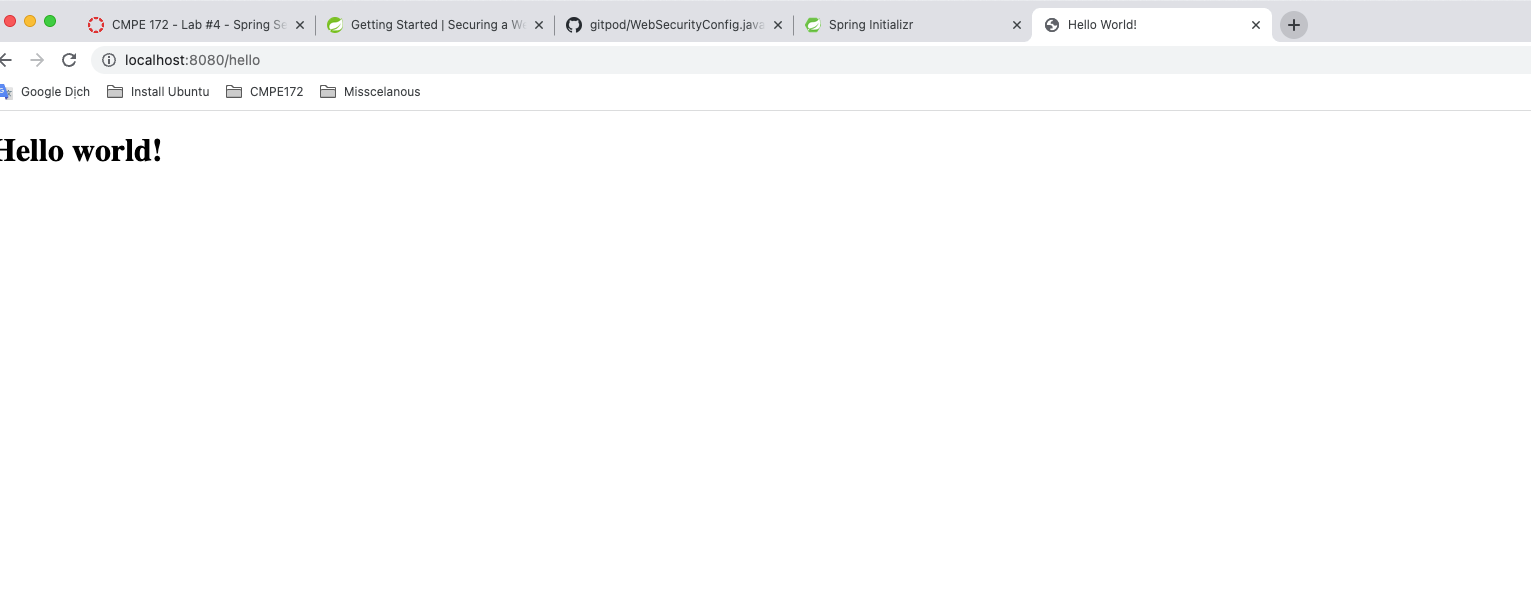 CMPE 172 - Lab #4 - Spring Se
Getting Started | Securing a We
gitpod/WebSecurityConfig.java
Spring Initializr
Hello World!
localhost:8080/hello
Google Dịch
Install Ubuntu
CMPE172
Misscelanous
Hello world!